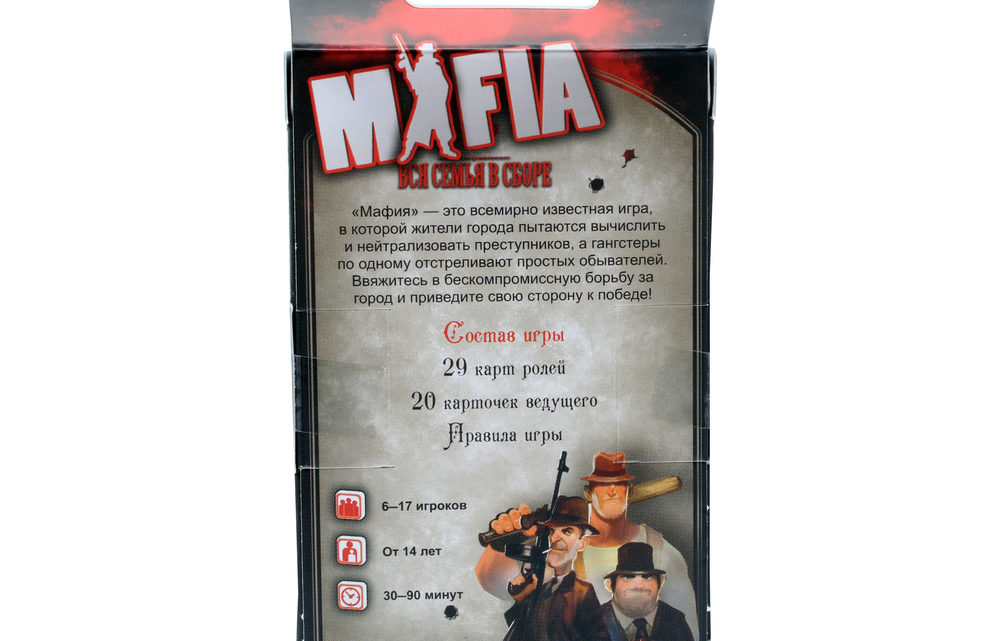 MAFIA
ВСЯ СЕМЬЯ В СБОРЕ
«Мафия» — это всемирно известная игра,
в которой жители города пытаются вычислить
и нейтрализовать преступников, а гангстеры
по одному отстреливают простых обывателей.
Ввяжитесь в бескомпромиссную борьбу за
город и приведите свою сторону к победе!
Состав игры
29 карт ролей
20 карточек ведущего
Правила игры
6–17 игроков
От 14 лет
30–90 минут